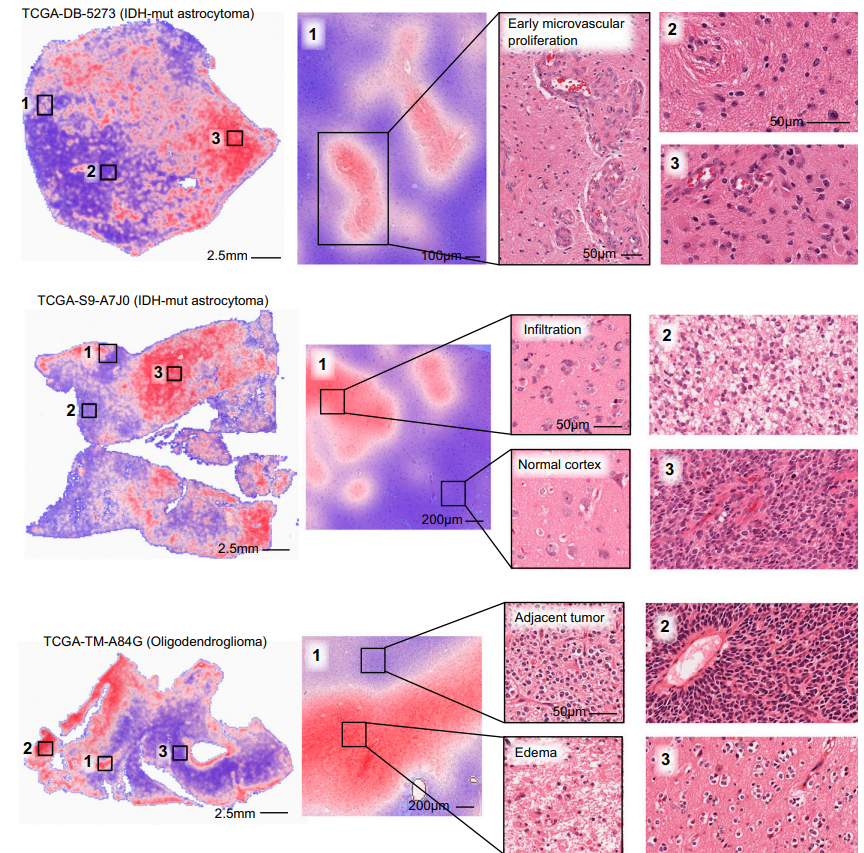 TCGA-DB-5273 (IDH-mut astrocytoma)
1
2
3
2.5mm
1
100µm
Early microvascular
proliferation
50µm
2
50µm
3
TCGA-S9-A7J0 (IDH-mut astrocytoma)
1
2
3
2.5mm
1
200µm
Infiltration
50µm
Normal cortex
2
3
TCGA-TM-A84G (Oligodendroglioma)
2
1
3
2.5mm
1
200µm
Adjacent tumor
50µm
Edema
2
3